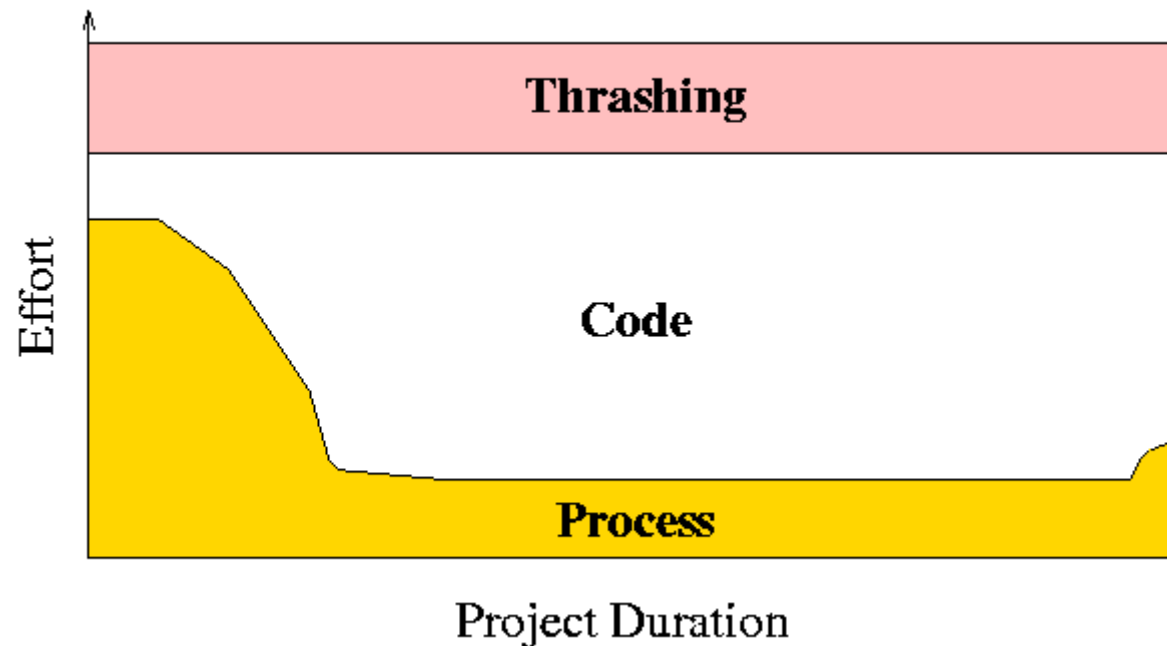 Thrashing
Code
Effort
Process
Project Duration